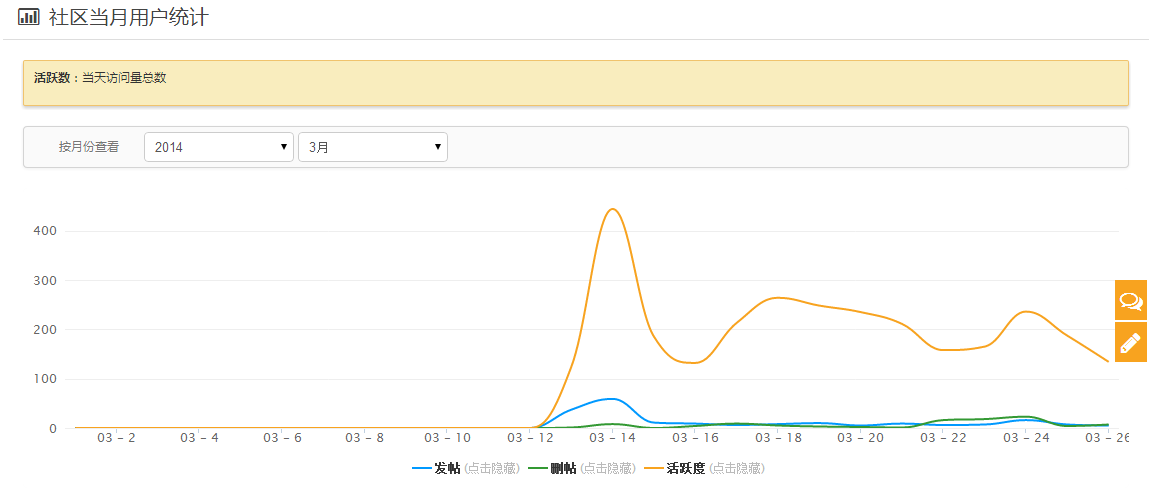 社区当月用户统计
活跃数：当天访问量总数
按月份查看 2014 3月
400
300
200
100
0
03 - 2 03 - 4 03 - 6 03 - 8 03 - 10 03 - 12 03 - 14 03 - 16 03 - 18 03 - 20 03 - 22 03 - 24 03 - 26
发帖 (点击隐藏) 删帖 (点击隐藏) 活跃度 (点击隐藏)